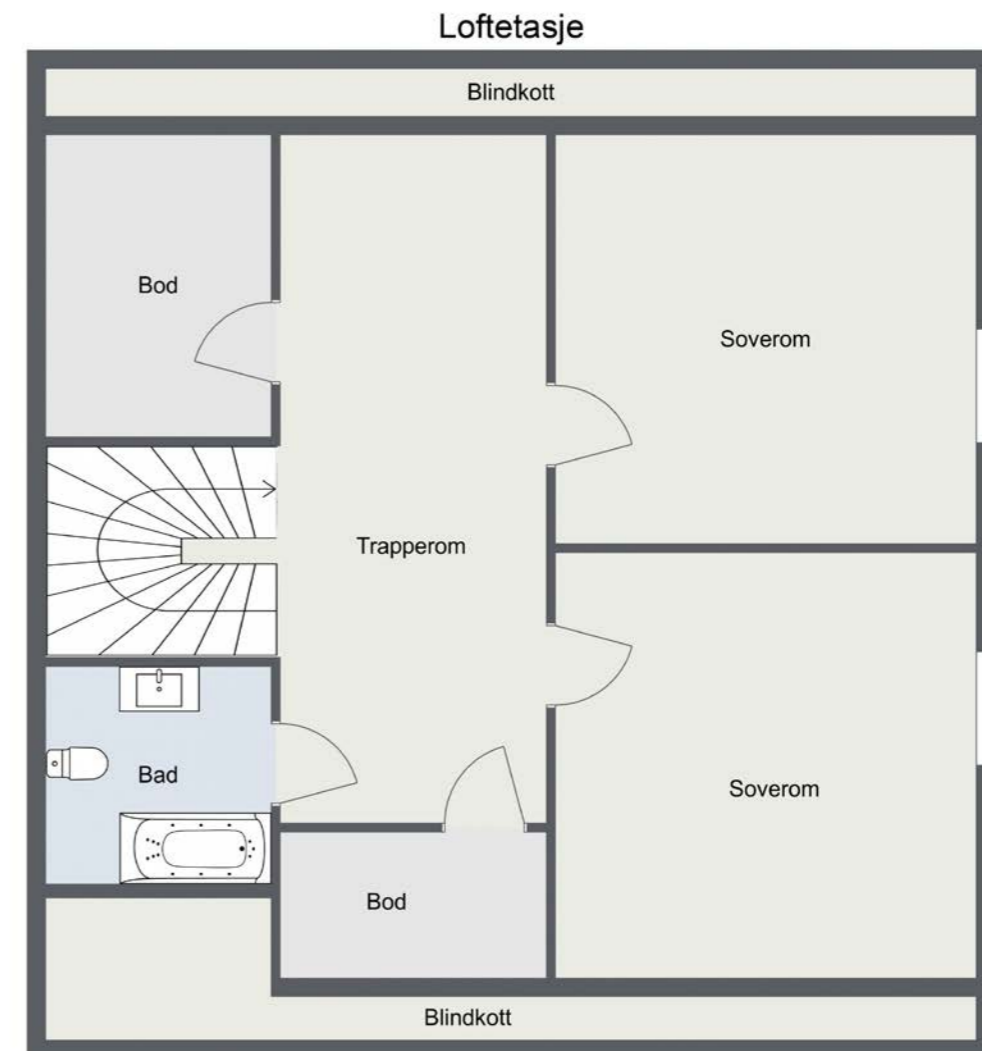 Loftetasje
Blindkott
Bod
Soverom
Trapperom
Bad
Soverom
Bod
Blindkott